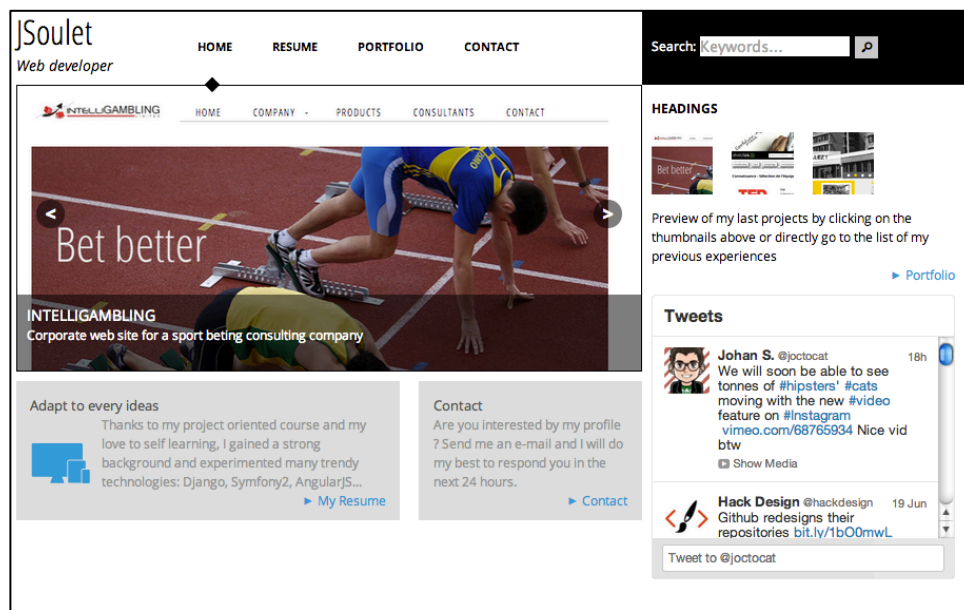 JSoulet
Web developer
HOME RESUME PORTFOLIO CONTACT
Search: Keywords...
INTELLIGAMBLING
HOME COMPANY PRODUCTS CONSULTANTS CONTACT
<
>
Bet better
INTELLIGAMBLING
Corporate web site for a sport beting consulting company
Adapt to every ideas
Thanks to my project oriented course and my
love to self learning, I gained a strong
background and experimented many trendy
technologies: Django, Symfony2, AngularJS...
► My Resume
Contact
Are you interested by my profile
? Send me an e-mail and I will do
my best to respond you in the
next 24 hours.
► Contact
HEADINGS
Bet better
TED
Preview of my last projects by clicking on the
thumbnails above or directly go to the list of my
previous experiences
► Portfolio
Tweets
Johan S. @joctocat 18h
We will soon be able to see
tonnes of #hipsters' #cats
moving with the new #video
feature on #Instagram
vimeo.com/68765934 Nice vid
btw
Show Media
Hack Design @hackdesign 19 Jun
Github redesigns their
repositories bit.ly/1bO0mwL
Tweet to @joctocat